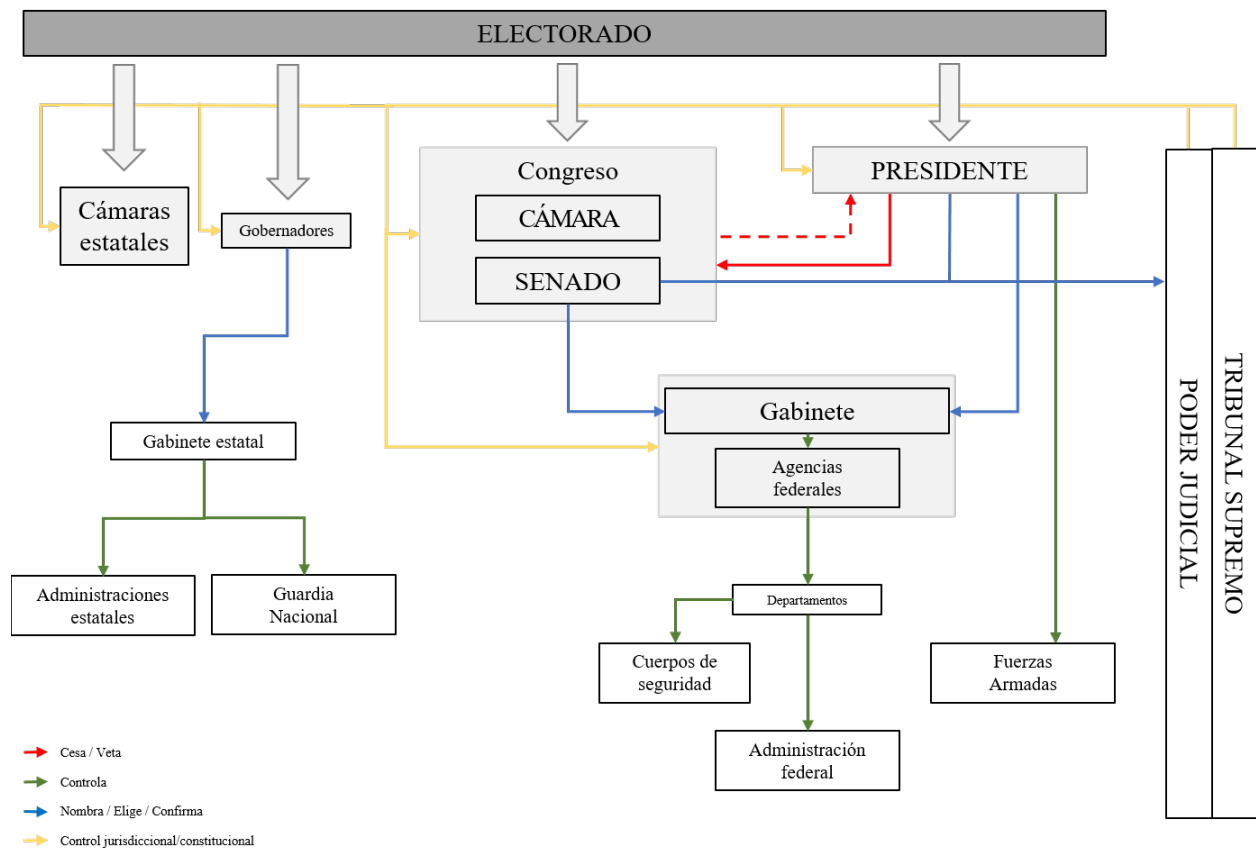 ELECTORADO
Congreso
PRESIDENTE
Cámaras
estatales
CÁMARA
Gobernadores
SENADO
Gabinete
Gabinete estatal
Agencias
federales
Administraciones
estatales
Guardia
Nacional
Departamentos
Cuerpos de
seguridad
Fuerzas
Armadas
Administración
federal
PODER JUDICIAL
TRIBUNAL SUPREMO
Cesa / Veta
Controla
Nombra / Elige / Confirma
Control jurisdiccional/constitucional